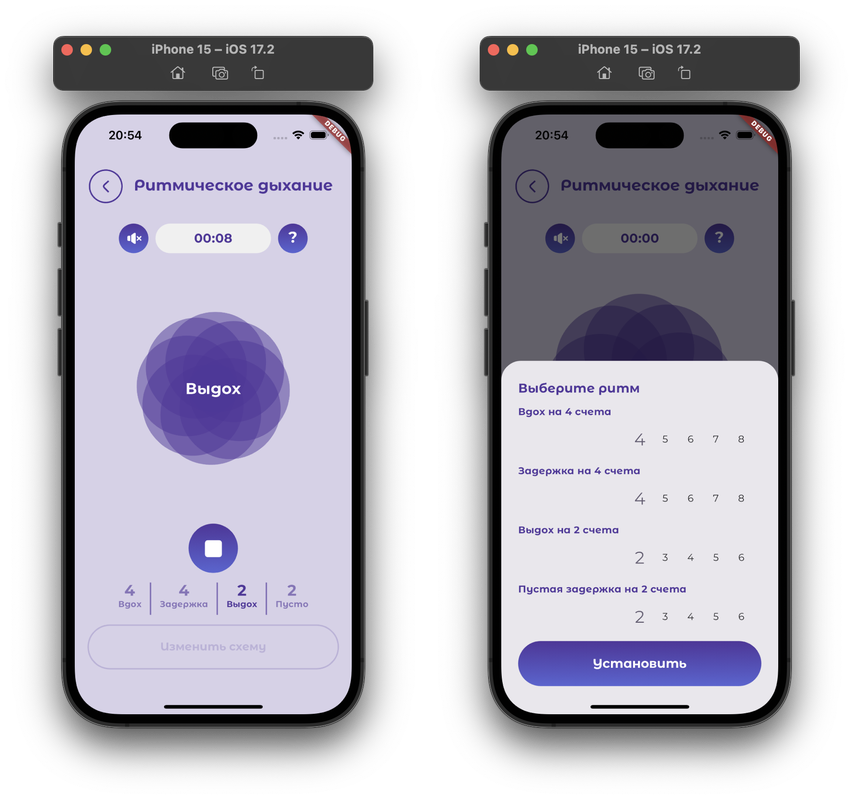 iPhone 15 – iOS 17.2
20:54
DEBUG
Ритмическое дыхание
00:08
?
Выдох
4 4 2 2
Вдох Задержка Выдох Пусто
Изменить схему
iPhone 15 – iOS 17.2
20:54
DEBUG
Ритмическое дыхание
00:00
?
Выберите ритм
Вдох на 4 счета
4 5 6 7 8
Задержка на 4 счета
4 5 6 7 8
Выдох на 2 счета
2 3 4 5 6
Пустая задержка на 2 счета
2 3 4 5 6
Установить